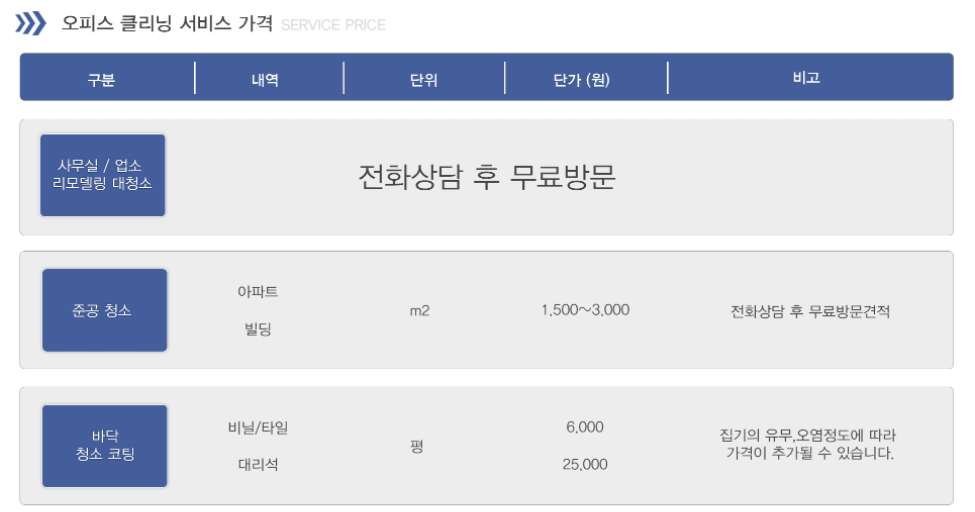 오피스 클리닝 서비스 가격 SERVICE PRICE
구분 내역 단위 단가 (원) 비고
사무실 / 업소
리모델링 대청소
전화상담 후 무료방문
준공 청소
아파트
빌딩
m2
1,500~3,000
전화상담 후 무료방문견적
바닥
청소 코팅
비닐/타일
대리석
평
6,000
25,000
집기의 유무,오염정도에 따라
가격이 추가될 수 있습니다.